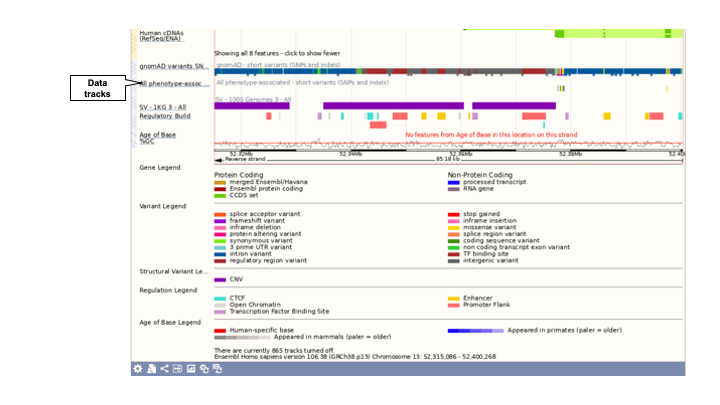 Human cDNAs
(RefSeq/ENA)
Showing all 8 features - click to show fewer
gnomAD variants SN...
gnomAD - short variants (SNPs and indels)
Data
tracks
All phenotype-assoc...
All phenotype-associated - short variants (SNPs and indels)
SV - 1000 Genomes 3 - All
SV - 1KG 3 - All
Regulatory Build
Age of Base
No features from Age of Base in this location on this strand
%GC
52.32Mb 52.34Mb 52.36Mb 52.38Mb 52.40
Reverse strand 85.18 kb
Gene Legend
Protein Coding Non-Protein Coding
merged Ensembl/Havana processed transcript
Ensembl protein coding RNA gene
CCDS set
Variant Legend
splice acceptor variant stop gained
frameshift variant inframe insertion
inframe deletion missense variant
protein altering variant splice region variant
synonymous variant coding sequence variant
3 prime UTR variant non coding transcript exon variant
intron variant TF binding site
regulatory region variant intergenic variant
Structural Variant Le...
CNV
Regulation Legend
CTCF Enhancer
Open Chromatin Promoter Flank
Transcription Factor Binding Site
Age of Base Legend
Human-specific base Appeared in primates (paler = older)
Appeared in mammals (paler = older)
There are currently 865 tracks turned off.
Ensembl Homo sapiens version 106.38 (GRCh38.p13) Chromosome 13: 52,315,086 - 52,400,268